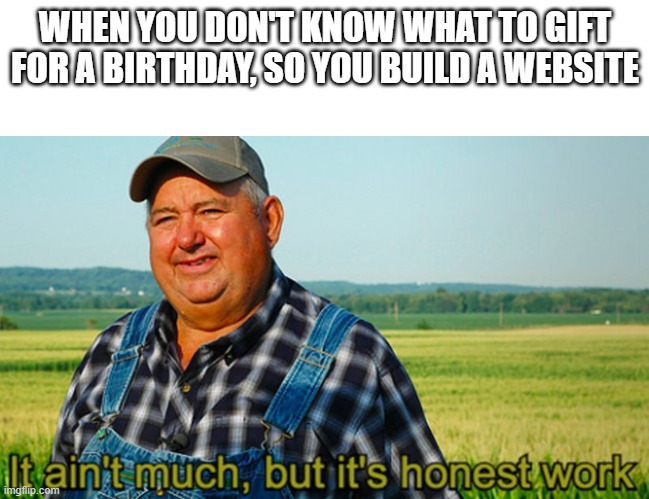 WHEN YOU DON'T KNOW WHAT TO GIFT
FOR A BIRTHDAY, SO YOU BUILD A WEBSITE
It ain't much, but it's honest work
imgflip.com